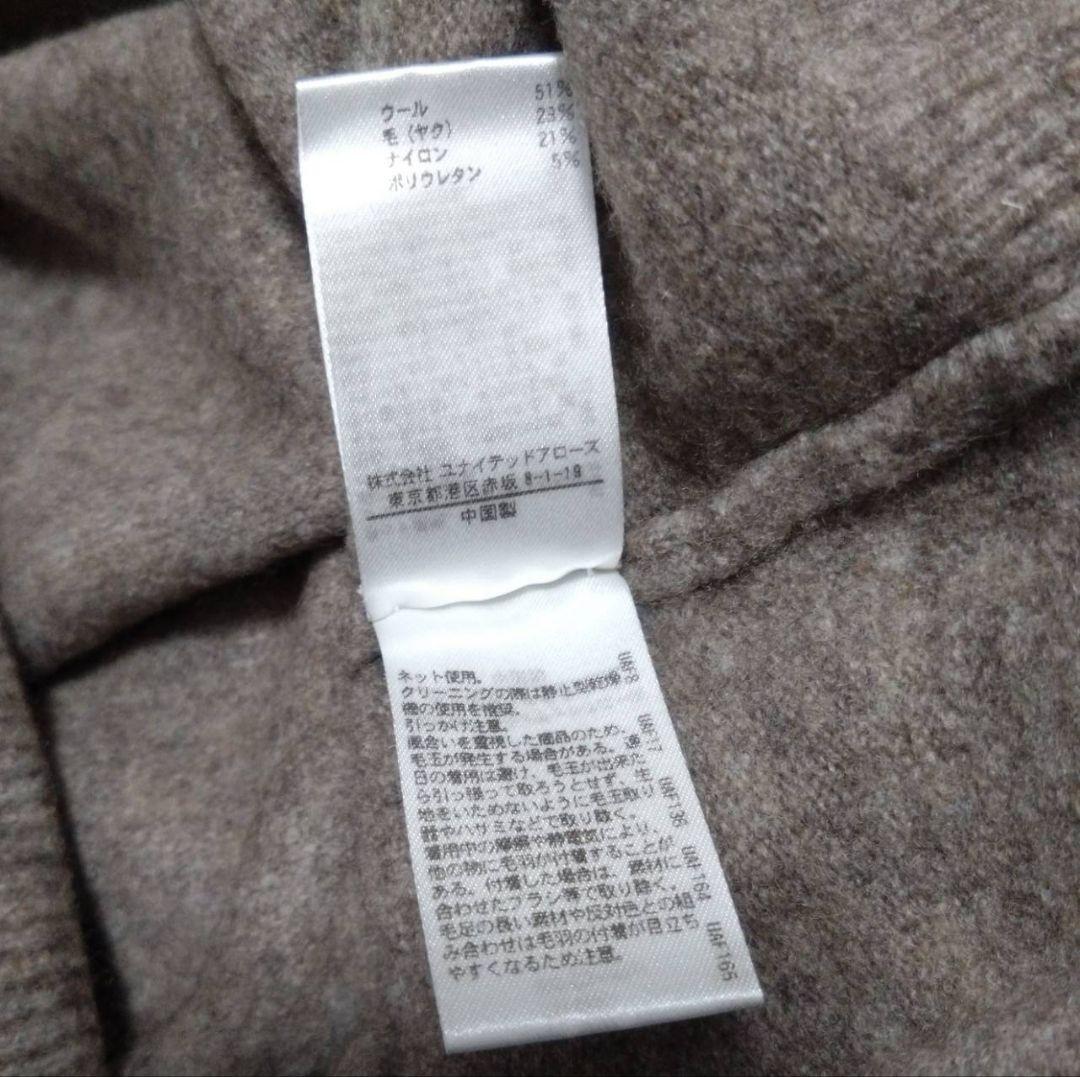 ウール 51%
毛（ヤク） 23%
ナイロン 21%
ポリウレタン 5%
株式会社 ユナイテッドアローズ
東京都港区赤坂 8-1-19
中国製
ネット使用。
クリーニングの際は静止型乾燥
機の使用を推奨。
引っかけ注意。
風合いを重視した商品のため、
毛玉が発生する場合がある。連
日の着用は避け、毛玉が出来た
ら引っ張って取ろうとせず、生
地をいためないように毛玉取り
器やハサミなどで取り除く。
着用中の摩擦や静電気により、
他の物に毛羽が付着することが
ある。付着した場合は、素材に
合わせたブラシ等で取り除く。
毛足の長い素材や反対色との組
み合わせは毛羽の付着が目立ち
やすくなるため注意。
UAF8 UAF17 UAF136 UAF164 UAF165